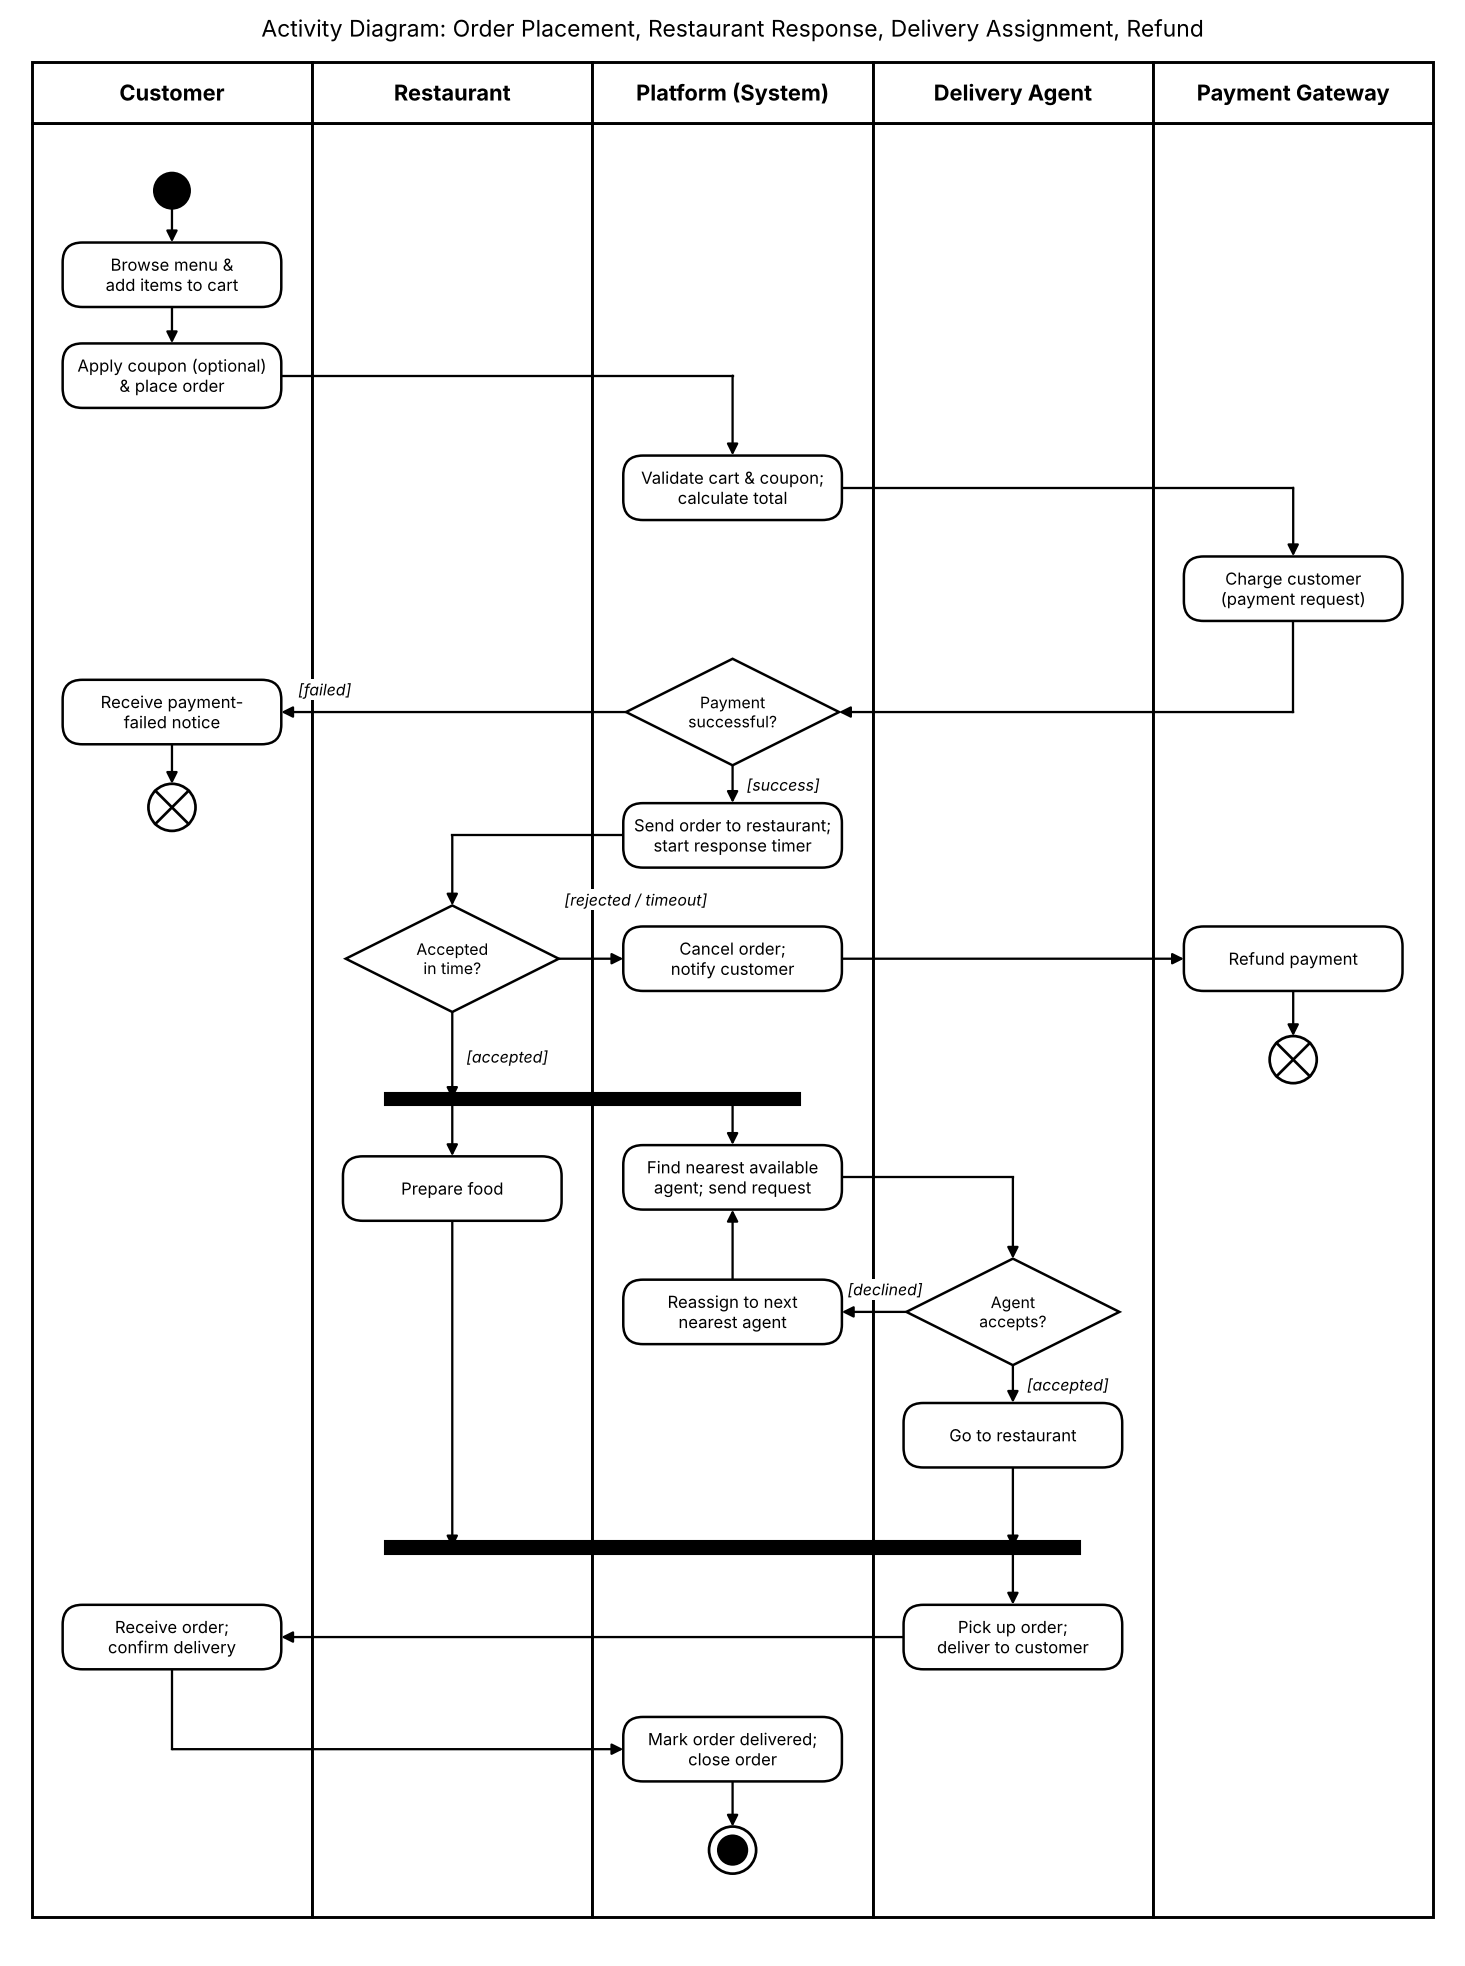 Activity Diagram: Order Placement, Restaurant Response, Delivery Assignment, Refund
Customer
Restaurant
Platform (System)
Delivery Agent
Payment Gateway
Browse menu &
add items to cart
Apply coupon (optional)
& place order
Validate cart & coupon;
calculate total
Charge customer
(payment request)
Receive payment-
failed notice
[failed]
Payment
successful?
[success]
Send order to restaurant;
start response timer
[rejected / timeout]
Accepted
in time?
Cancel order;
notify customer
Refund payment
[accepted]
Prepare food
Find nearest available
agent; send request
Reassign to next
nearest agent
[declined]
Agent
accepts?
[accepted]
Go to restaurant
Receive order;
confirm delivery
Pick up order;
deliver to customer
Mark order delivered;
close order